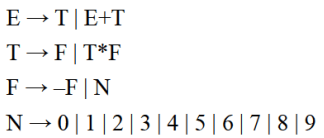 E → T | E+T
T → F | T*F
F → –F | N
N → 0 | 1 | 2 | 3 | 4 | 5 | 6 | 7 | 8 | 9